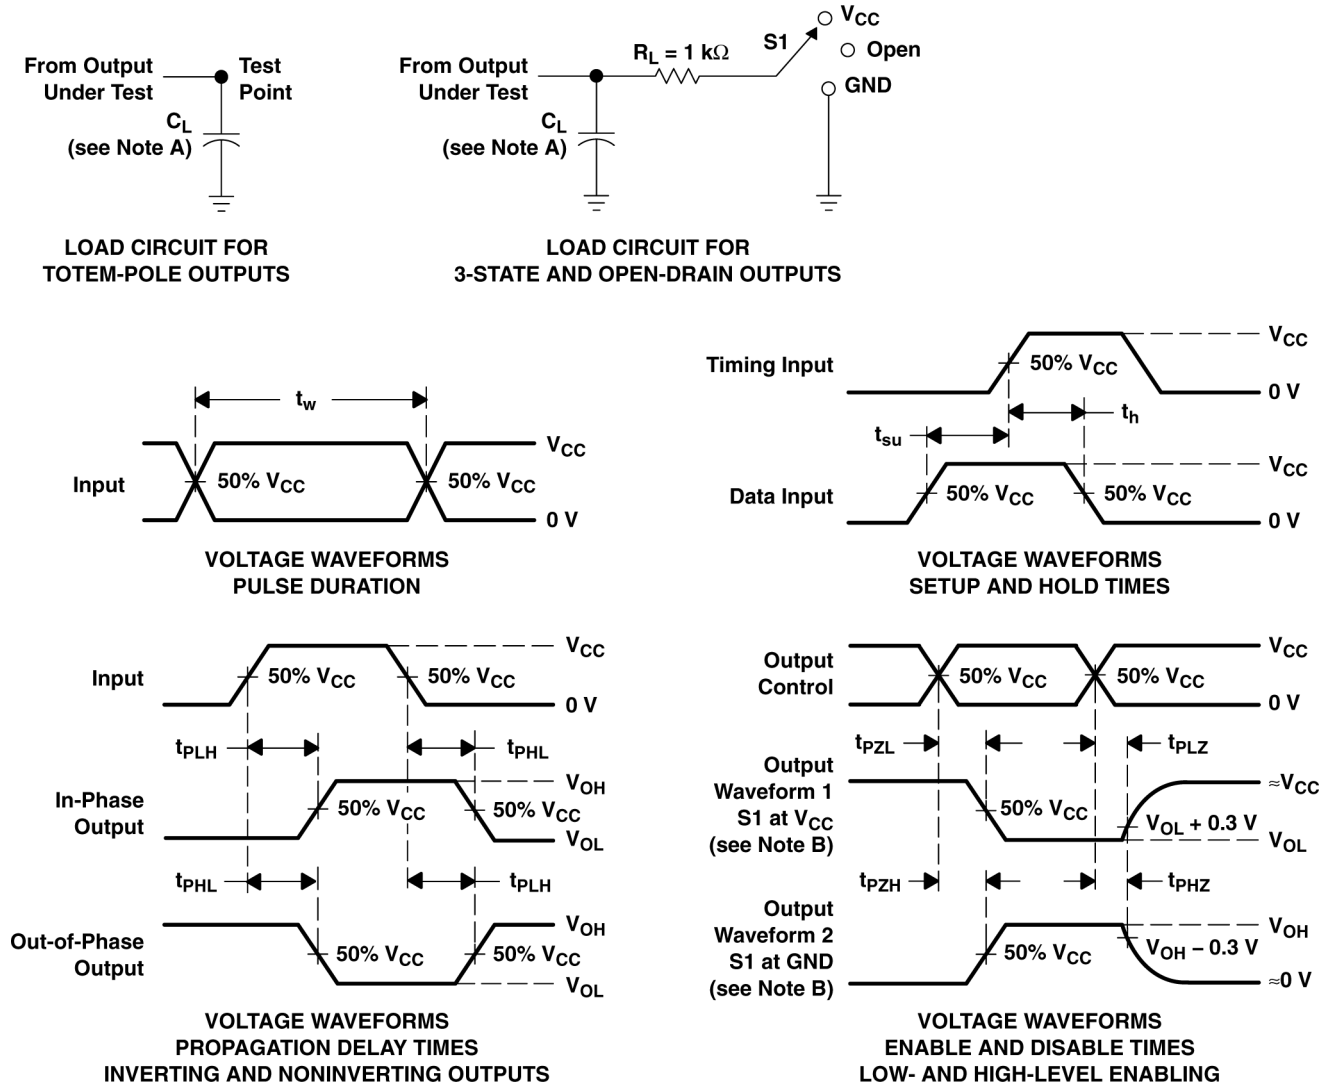 From Output
Under Test
Test
Point
CL
(see Note A)
LOAD CIRCUIT FOR
TOTEM-POLE OUTPUTS
From Output
Under Test
RL = 1 kΩ
S1
VCC
Open
GND
CL
(see Note A)
LOAD CIRCUIT FOR
3-STATE AND OPEN-DRAIN OUTPUTS
tw
Input
50% VCC
50% VCC
VCC
0 V
VOLTAGE WAVEFORMS
PULSE DURATION
Timing Input
50% VCC
VCC
0 V
th
tsu
Data Input
50% VCC
50% VCC
VCC
0 V
VOLTAGE WAVEFORMS
SETUP AND HOLD TIMES
Input
50% VCC
50% VCC
VCC
0 V
tPLH
tPHL
In-Phase
Output
50% VCC
50% VCC
VOH
VOL
tPHL
tPLH
Out-of-Phase
Output
50% VCC
50% VCC
VOH
VOL
VOLTAGE WAVEFORMS
PROPAGATION DELAY TIMES
INVERTING AND NONINVERTING OUTPUTS
Output
Control
50% VCC
50% VCC
VCC
0 V
tPZL
tPLZ
Output
Waveform 1
S1 at VCC
(see Note B)
50% VCC
VOL + 0.3 V
≈VCC
VOL
tPZH
tPHZ
Output
Waveform 2
S1 at GND
(see Note B)
50% VCC
VOH − 0.3 V
VOH
≈0 V
VOLTAGE WAVEFORMS
ENABLE AND DISABLE TIMES
LOW- AND HIGH-LEVEL ENABLING